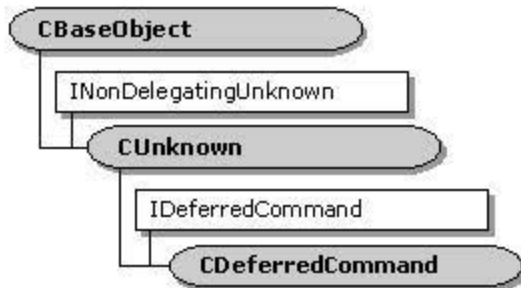 CBaseObject
INonDelegatingUnknown
CUnknown
IDeferredCommand
CDeferredCommand